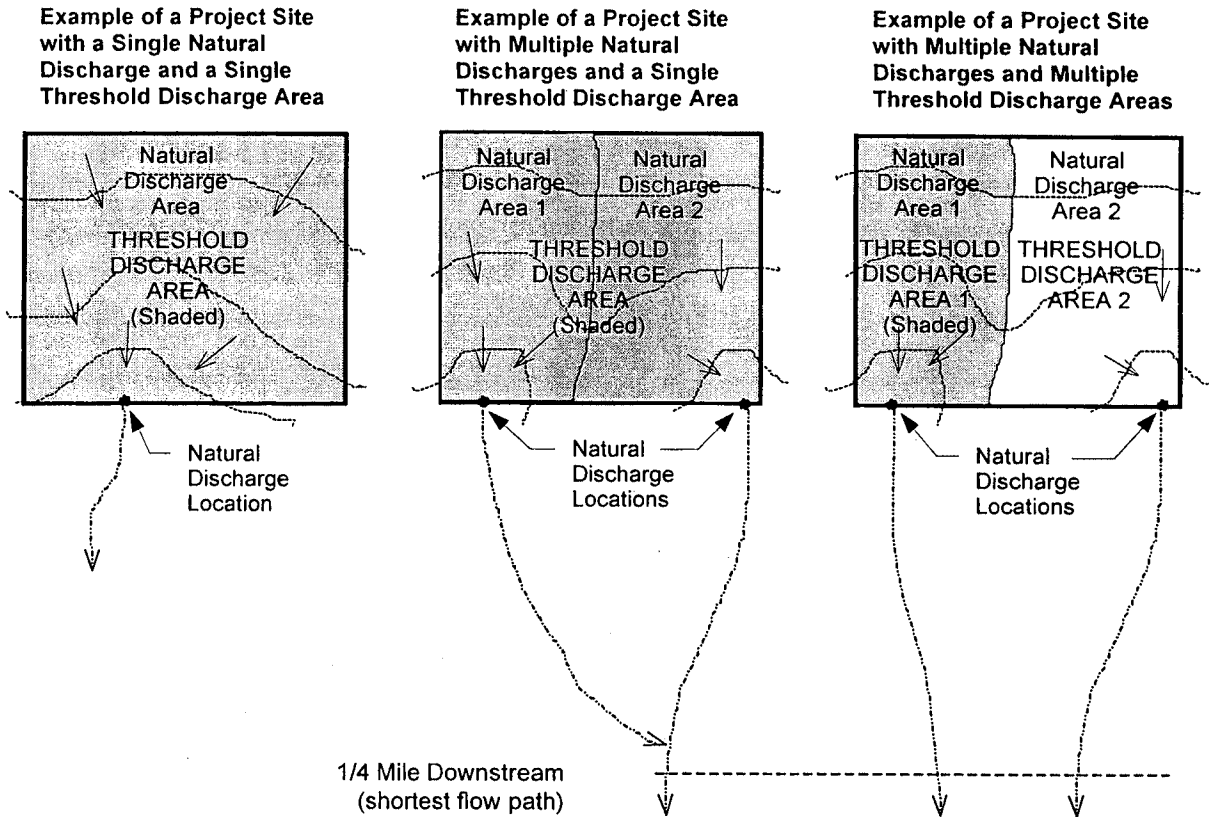 Example of a Project Site
with a Single Natural
Discharge and a Single
Threshold Discharge Area
Example of a Project Site
with Multiple Natural
Discharges and a Single
Threshold Discharge Area
Example of a Project Site
with Multiple Natural
Discharges and Multiple
Threshold Discharge Areas
Natural
Discharge
Area
THRESHOLD
DISCHARGE
AREA
(Shaded)
Natural
Discharge
Location
Natural
Discharge
Area 1
Natural
Discharge
Area 2
THRESHOLD
DISCHARGE
AREA
(Shaded)
Natural
Discharge
Locations
Natural
Discharge
Area 1
Natural
Discharge
Area 2
THRESHOLD
DISCHARGE
AREA 1
(Shaded)
THRESHOLD
DISCHARGE
AREA 2
Natural
Discharge
Locations
1/4 Mile Downstream
(shortest flow path)